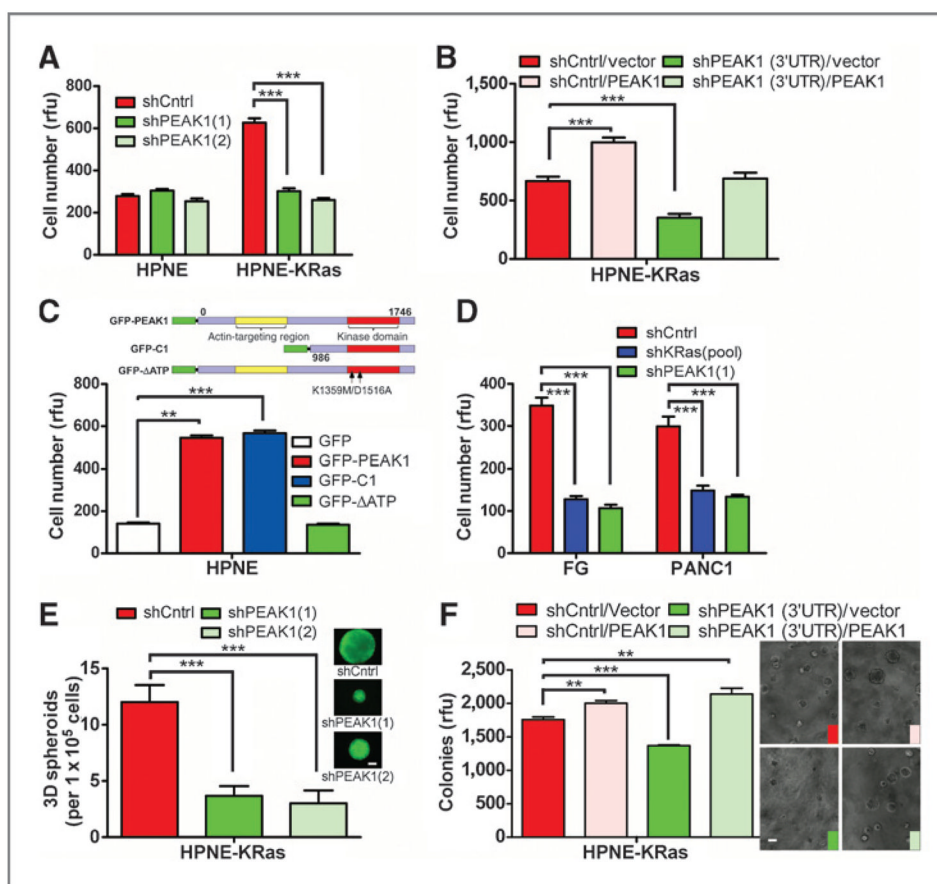 A
shCntrl
shPEAK1(1)
shPEAK1(2)
***
***
Cell number (rfu)
800
600
400
200
0
HPNE
HPNE-KRas
B
shCntrl/vector
shPEAK1 (3'UTR)/vector
shCntrl/PEAK1
shPEAK1 (3'UTR)/PEAK1
***
***
Cell number (rfu)
1,500
1,000
500
0
HPNE-KRas
C
0
1746
GFP-PEAK1
Actin-targeting region
Kinase domain
GFP-C1
986
GFP-ΔATP
K1359M/D1516A
***
**
Cell number (rfu)
600
400
200
0
GFP
GFP-PEAK1
GFP-C1
GFP-ΔATP
HPNE
D
shCntrl
shKRas(pool)
shPEAK1(1)
***
***
***
***
Cell number (rfu)
400
300
200
100
0
FG
PANC1
E
shCntrl
shPEAK1(1)
shPEAK1(2)
***
***
3D spheroids
(per 1 x 10⁵ cells)
15
10
5
0
shCntrl
shPEAK1(1)
shPEAK1(2)
HPNE-KRas
F
shCntrl/Vector
shPEAK1 (3'UTR)/vector
shCntrl/PEAK1
shPEAK1 (3'UTR)/PEAK1
**
***
**
Colonies (rfu)
2,500
2,000
1,500
1,000
500
0
HPNE-KRas